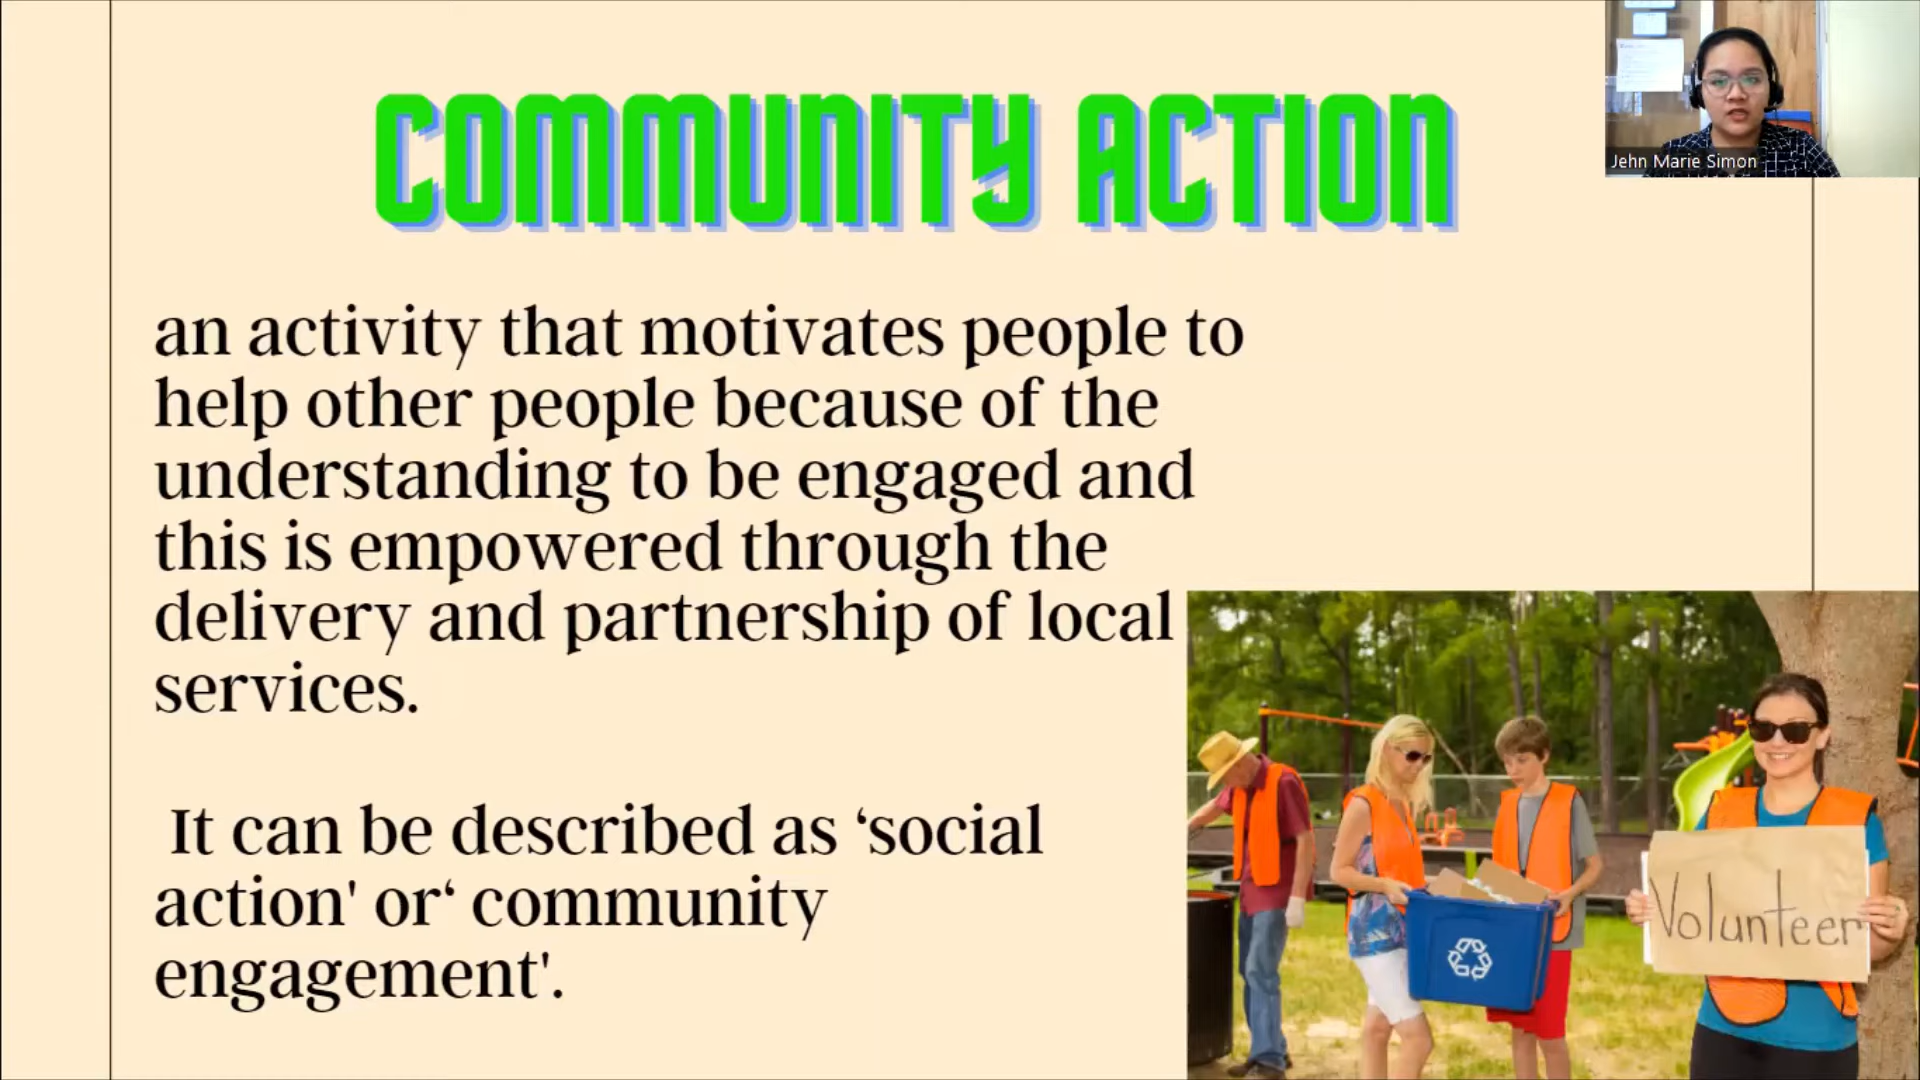 COMMUNITY ACTION
Jehn Marie Simon
an activity that motivates people to
help other people because of the
understanding to be engaged and
this is empowered through the
delivery and partnership of local
services.
It can be described as ‘social
action' or‘ community
engagement'.
Volunteer